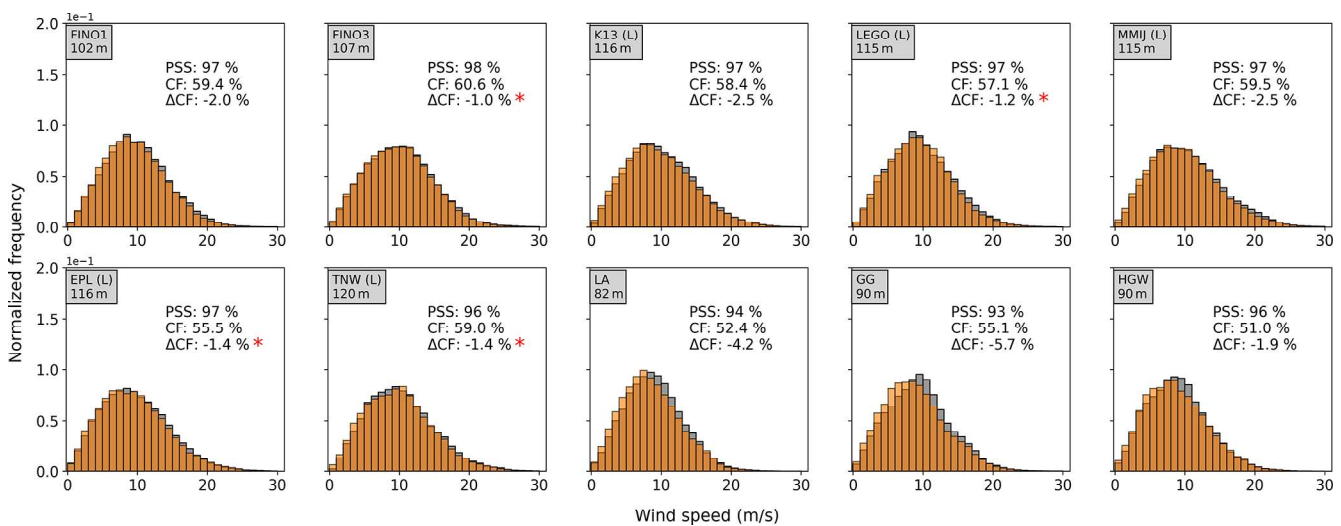 1e−1
2.0
1.5
1.0
0.5
0.0
FINO1
102 m
PSS: 97 %
CF: 59.4 %
ΔCF: -2.0 %
0 10 20 30
FINO3
107 m
PSS: 98 %
CF: 60.6 %
ΔCF: -1.0 % *
0 10 20 30
K13 (L)
116 m
PSS: 97 %
CF: 58.4 %
ΔCF: -2.5 %
0 10 20 30
LEGO (L)
115 m
PSS: 97 %
CF: 57.1 %
ΔCF: -1.2 % *
0 10 20 30
MMIJ (L)
115 m
PSS: 97 %
CF: 59.5 %
ΔCF: -2.5 %
0 10 20 30
Normalized frequency
1e−1
2.0
1.5
1.0
0.5
0.0
EPL (L)
116 m
PSS: 97 %
CF: 55.5 %
ΔCF: -1.4 % *
0 10 20 30
TNW (L)
120 m
PSS: 96 %
CF: 59.0 %
ΔCF: -1.4 % *
0 10 20 30
LA
82 m
PSS: 94 %
CF: 52.4 %
ΔCF: -4.2 %
0 10 20 30
GG
90 m
PSS: 93 %
CF: 55.1 %
ΔCF: -5.7 %
0 10 20 30
HGW
90 m
PSS: 96 %
CF: 51.0 %
ΔCF: -1.9 %
0 10 20 30
Wind speed (m/s)